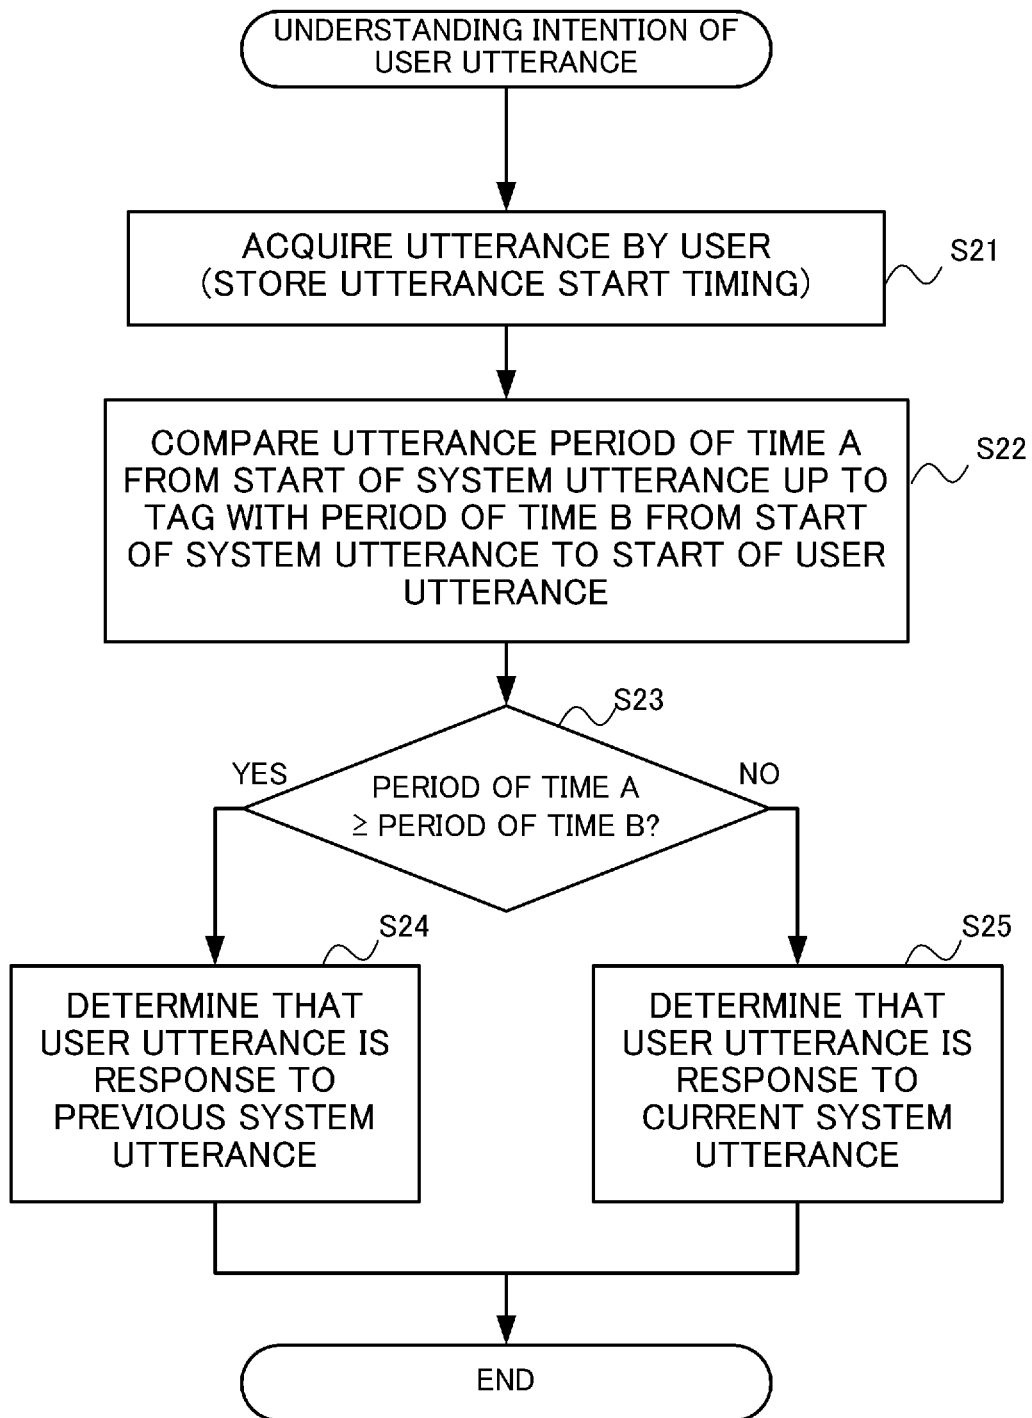 UNDERSTANDING INTENTION OF
USER UTTERANCE
ACQUIRE UTTERANCE BY USER
(STORE UTTERANCE START TIMING)
S21
COMPARE UTTERANCE PERIOD OF TIME A
FROM START OF SYSTEM UTTERANCE UP TO
TAG WITH PERIOD OF TIME B FROM START
OF SYSTEM UTTERANCE TO START OF USER
UTTERANCE
S22
S23
YES
NO
PERIOD OF TIME A
≥ PERIOD OF TIME B?
S24
DETERMINE THAT
USER UTTERANCE IS
RESPONSE TO
PREVIOUS SYSTEM
UTTERANCE
S25
DETERMINE THAT
USER UTTERANCE IS
RESPONSE TO
CURRENT SYSTEM
UTTERANCE
END